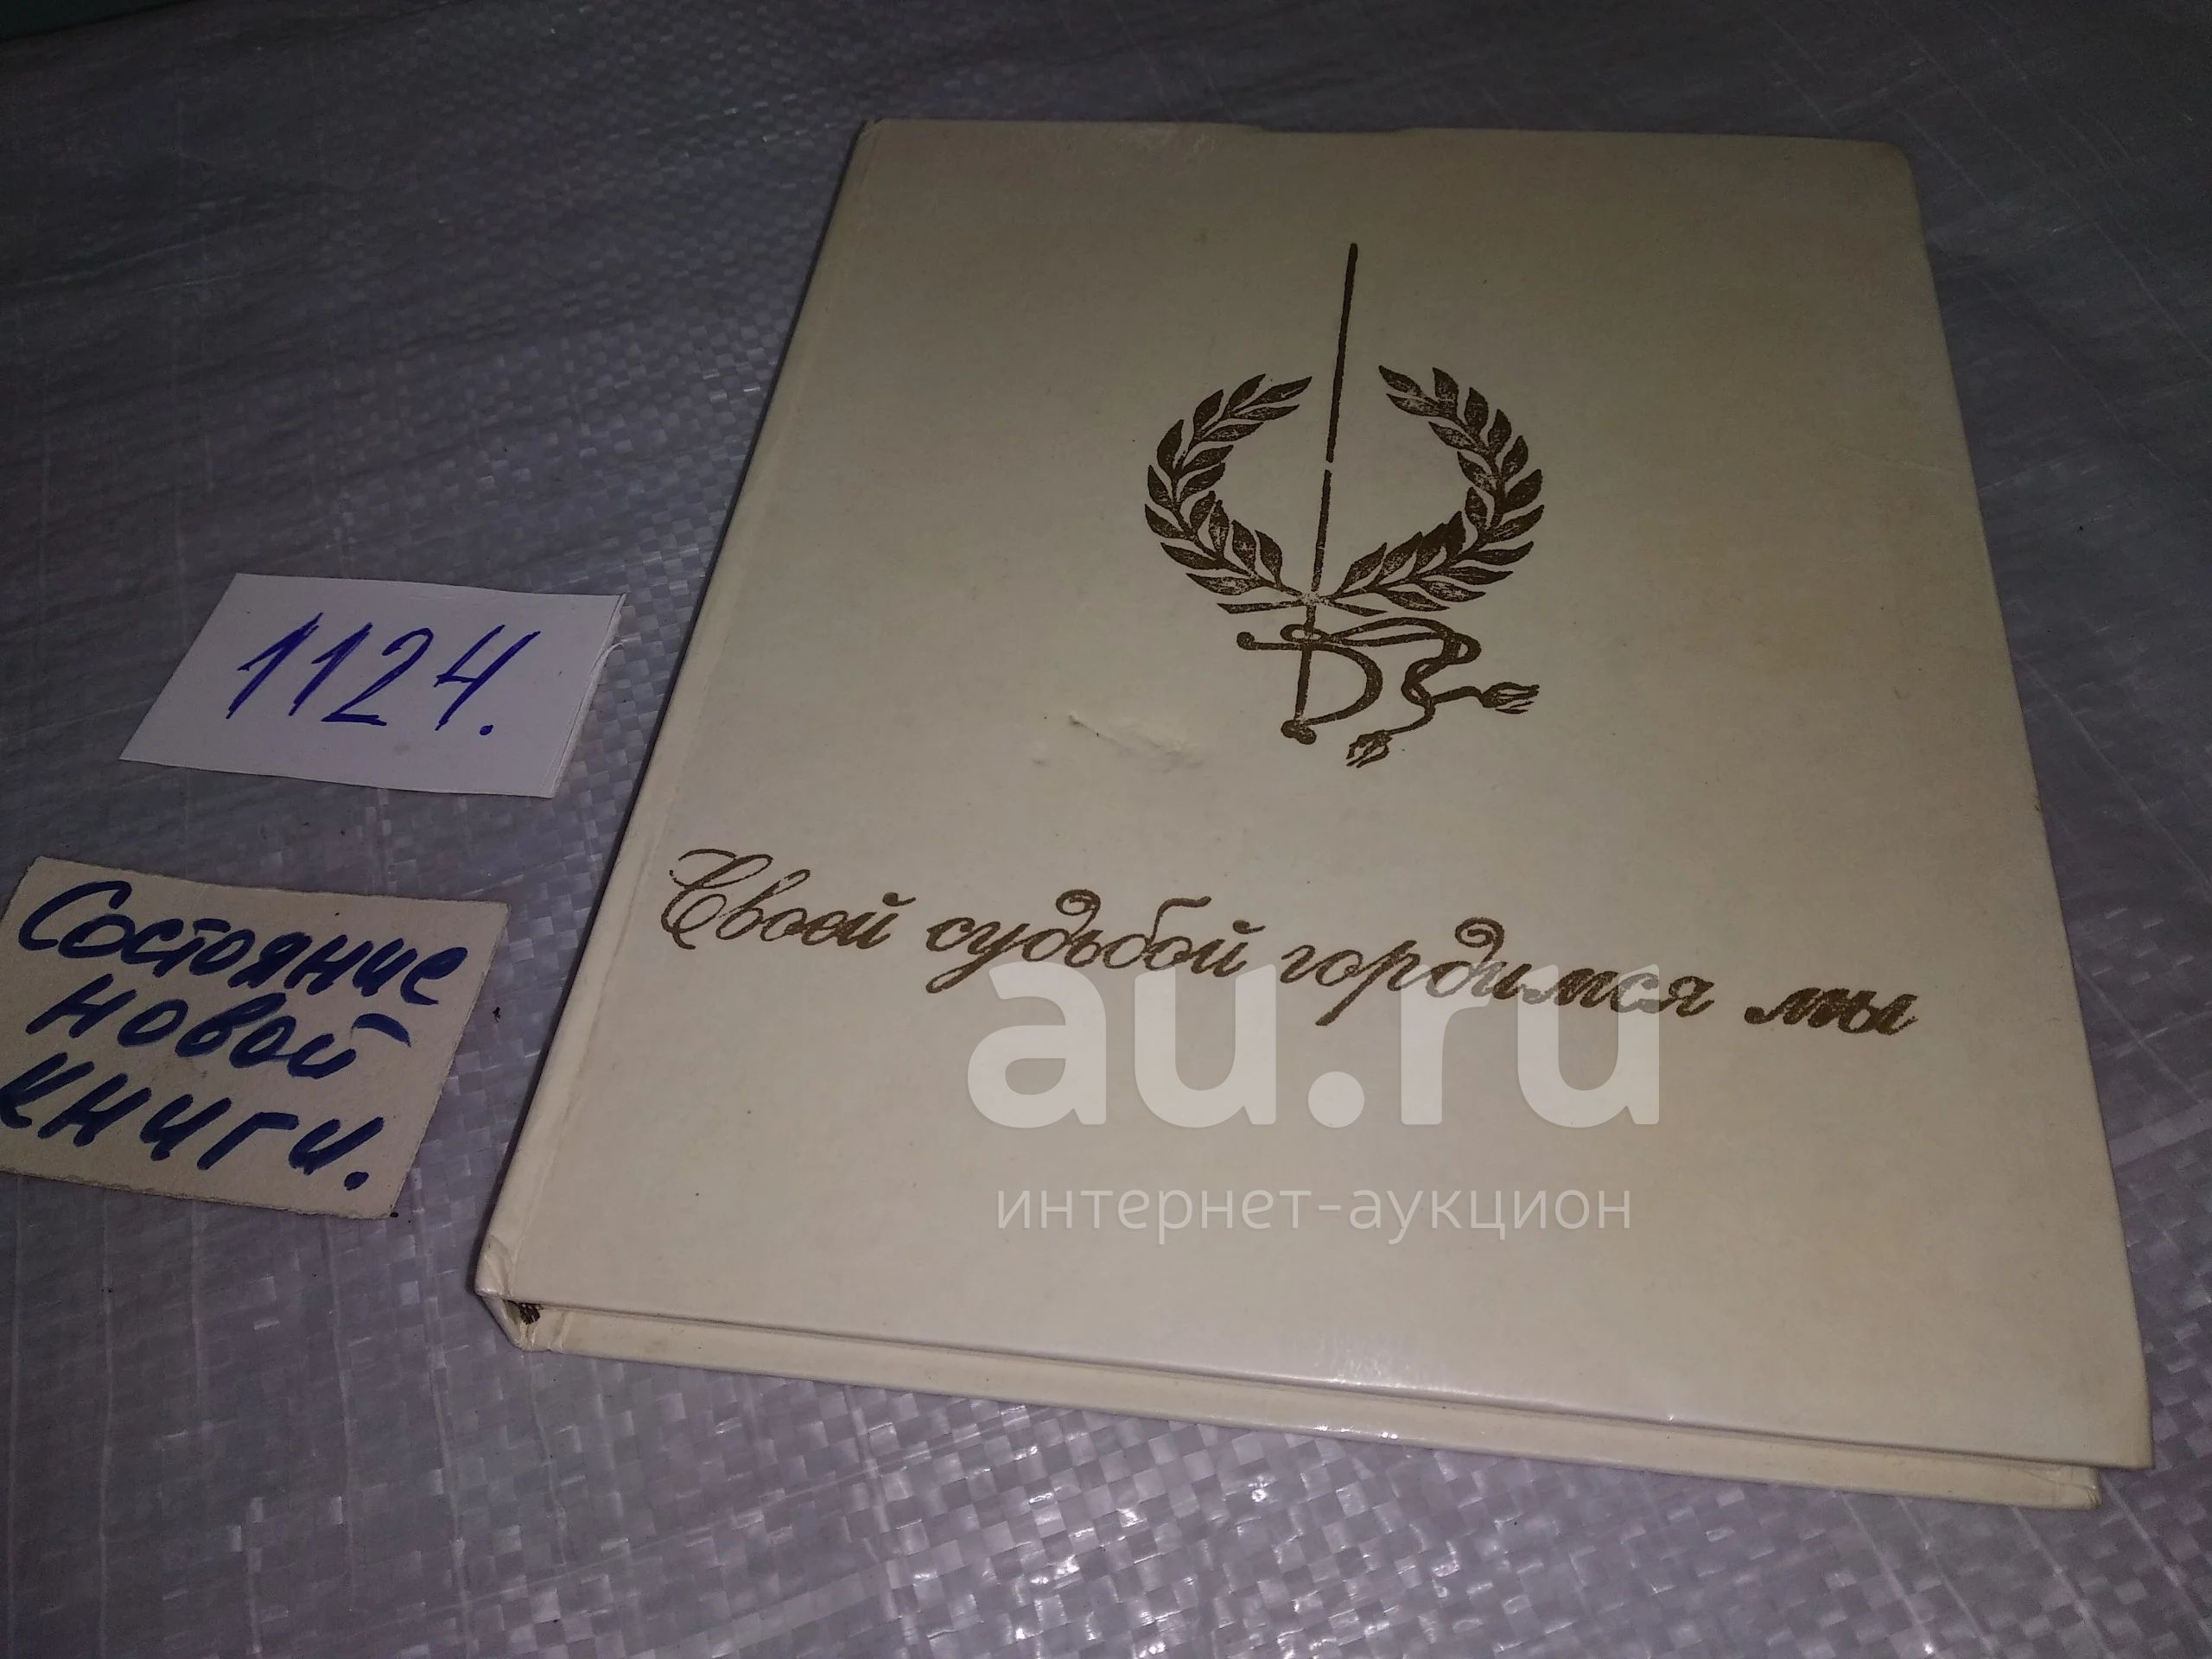 1124.
Состояние
новой
книги.
Своей судьбой гордимся мы
au.ru
интернет-аукцион